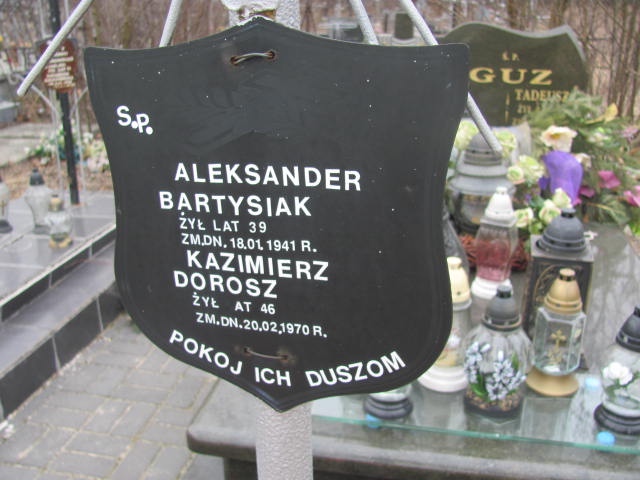 Ś.P.
ALEKSANDER
BARTYSIAK
ŻYŁ LAT 39
ZM.DN. 18.01.1941 R.
KAZIMIERZ
DOROSZ
ŻYŁ AT 46
ZM.DN.20.02,1970 R.
POKOJ ICH DUSZOM
Ś.P.
GUZ
TADEUSZ